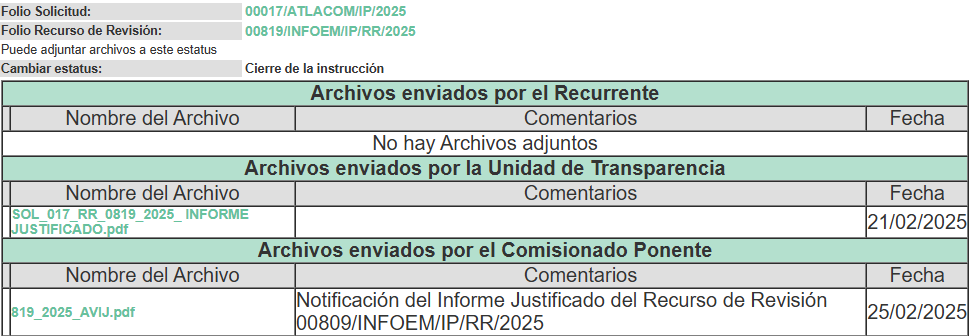 Folio Solicitud: 00017/ATLACOM/IP/2025
Folio Recurso de Revisión: 00819/INFOEM/IP/RR/2025
Puede adjuntar archivos a este estatus
Cambiar estatus: Cierre de la instrucción
Archivos enviados por el Recurrente
Nombre del Archivo Comentarios Fecha
No hay Archivos adjuntos
Archivos enviados por la Unidad de Transparencia
Nombre del Archivo Comentarios Fecha
SOL_017_RR_0819_2025_ INFORME
JUSTIFICADO.pdf
21/02/2025
Archivos enviados por el Comisionado Ponente
Nombre del Archivo Comentarios Fecha
819_2025_AVIJ.pdf
Notificación del Informe Justificado del Recurso de Revisión
00809/INFOEM/IP/RR/2025
25/02/2025